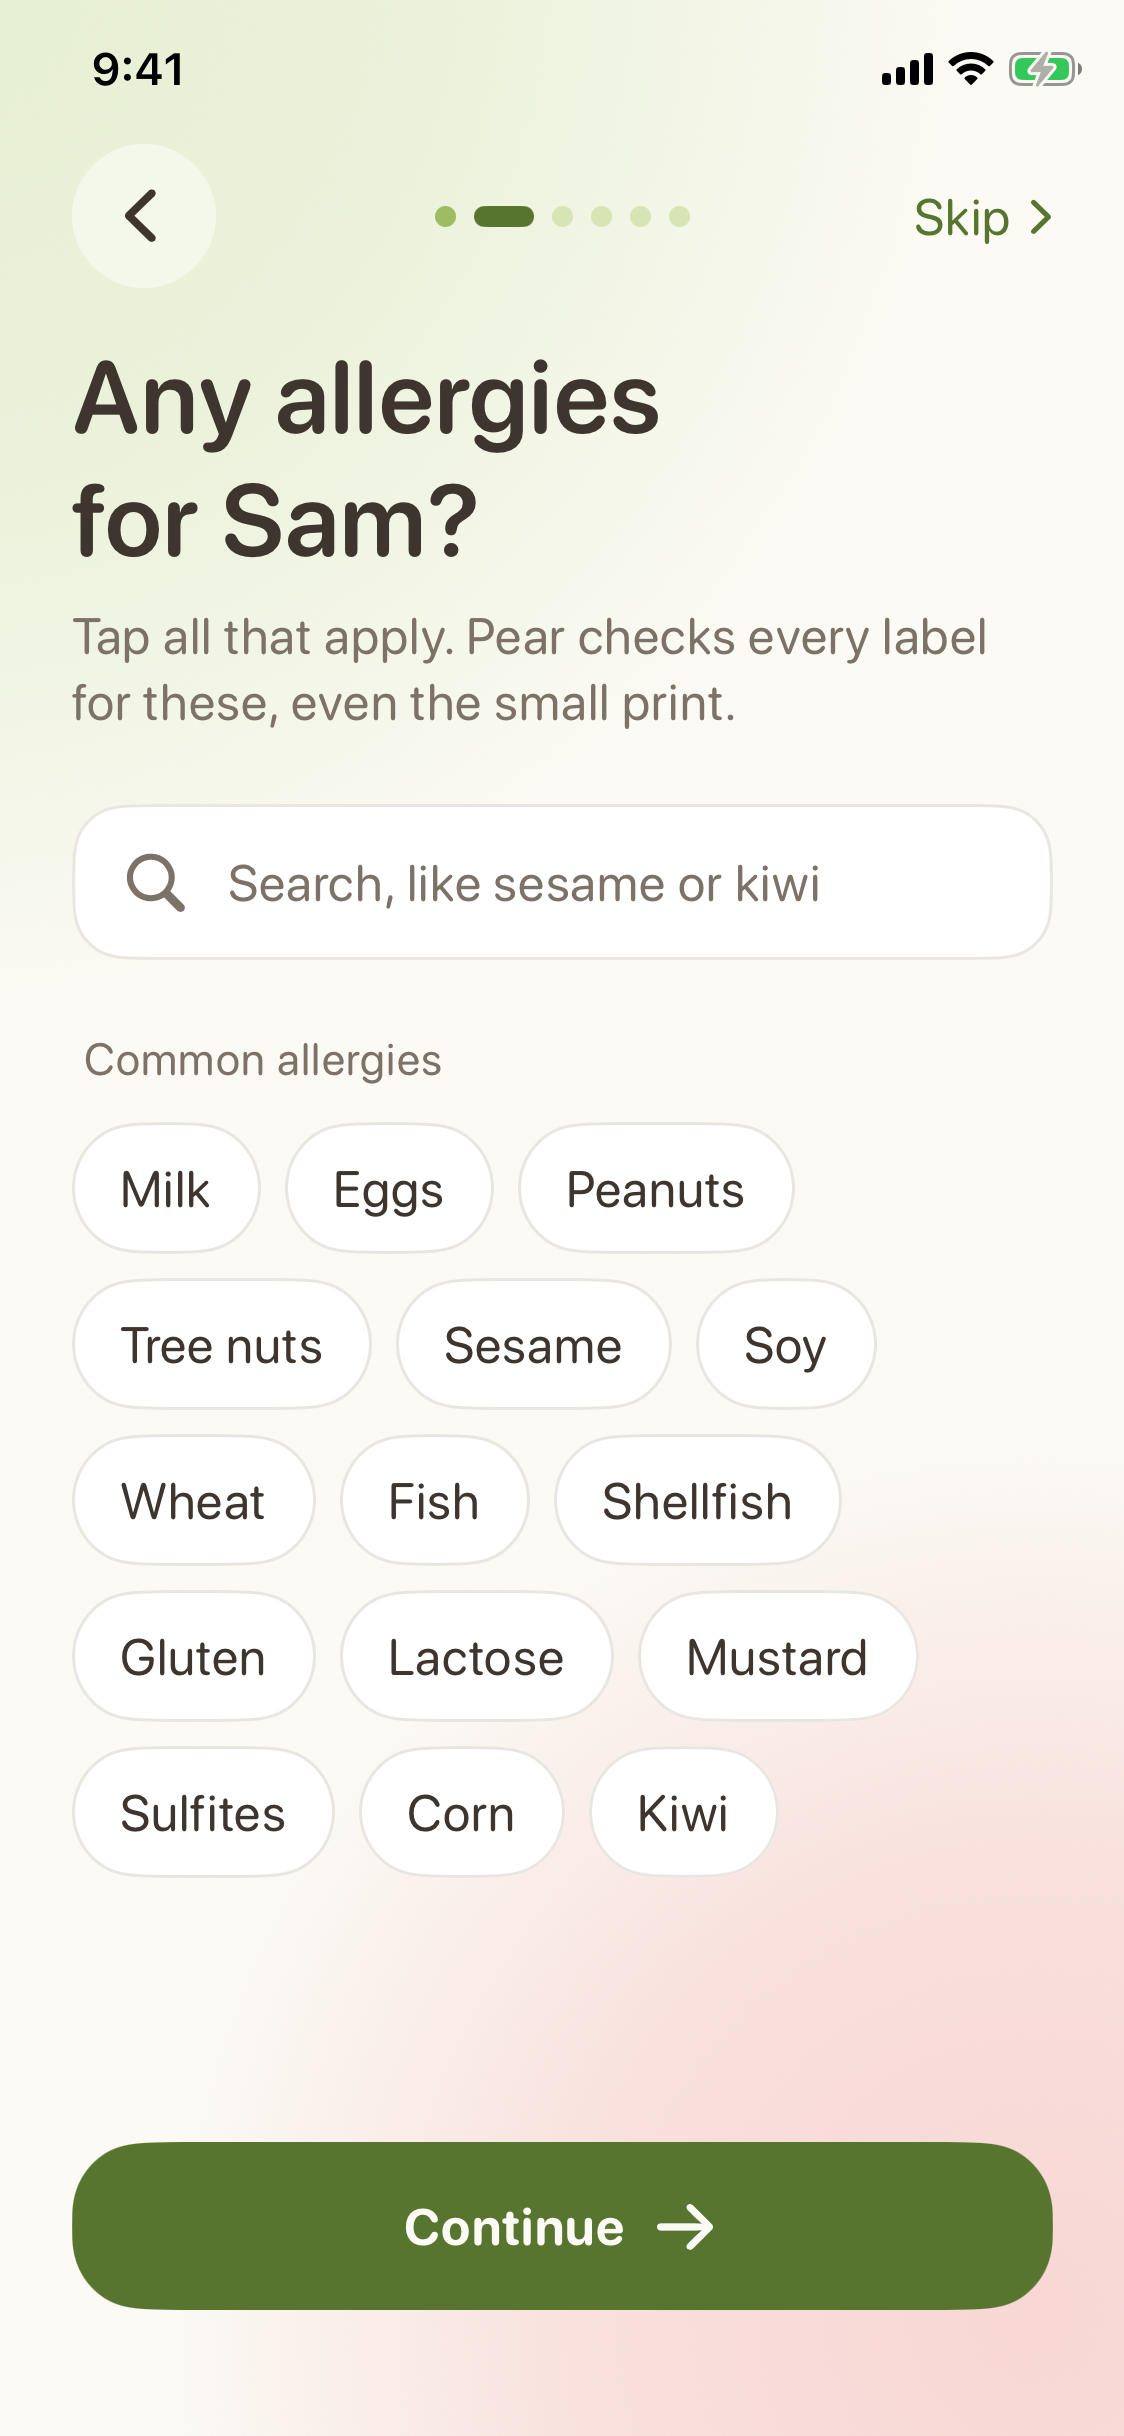 9:41
Skip
Any allergies
for Sam?
Tap all that apply. Pear checks every label
for these, even the small print.
Search, like sesame or kiwi
Common allergies
Milk Eggs Peanuts
Tree nuts Sesame Soy
Wheat Fish Shellfish
Gluten Lactose Mustard
Sulfites Corn Kiwi
Continue